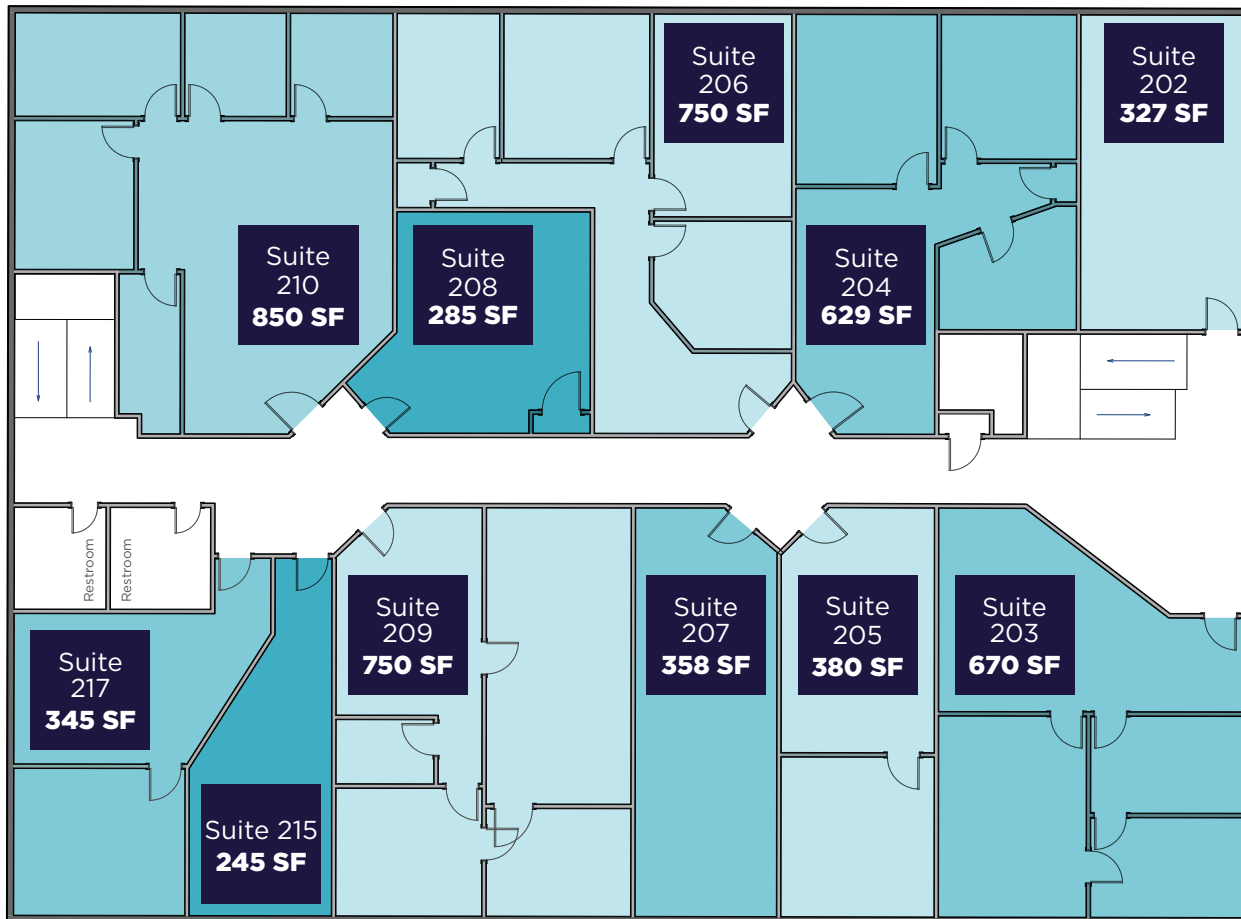 Suite
206
750 SF
Suite
202
327 SF
Suite
210
850 SF
Suite
208
285 SF
Suite
204
629 SF
Restroom
Restroom
Suite
209
750 SF
Suite
207
358 SF
Suite
205
380 SF
Suite
203
670 SF
Suite
217
345 SF
Suite 215
245 SF